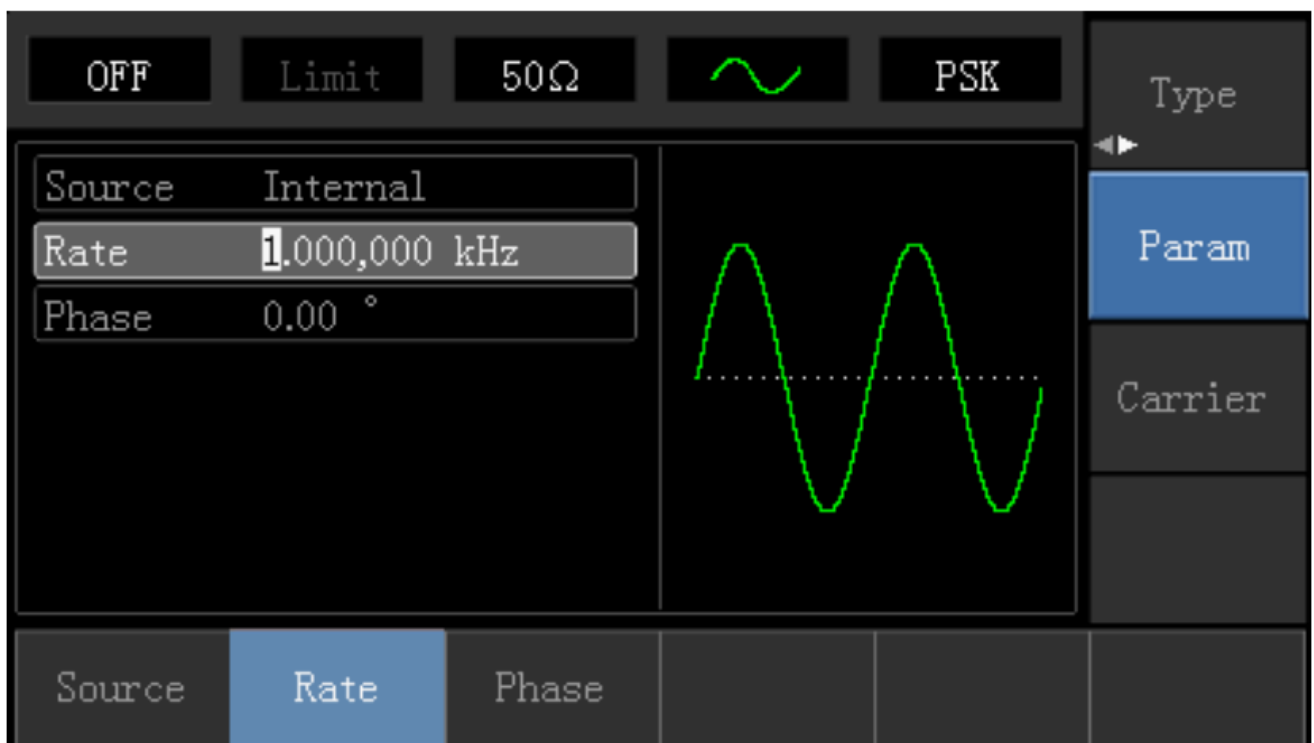 OFF Limit 50Ω PSK
Type
Source Internal
Rate 1.000,000 kHz
Phase 0.00 °
Param
Carrier
Source Rate Phase